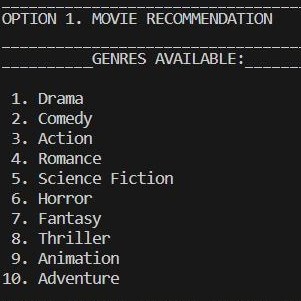 OPTION 1. MOVIE RECOMMENDATION
__________GENRES AVAILABLE:______
1. Drama
2. Comedy
3. Action
4. Romance
5. Science Fiction
6. Horror
7. Fantasy
8. Thriller
9. Animation
10. Adventure